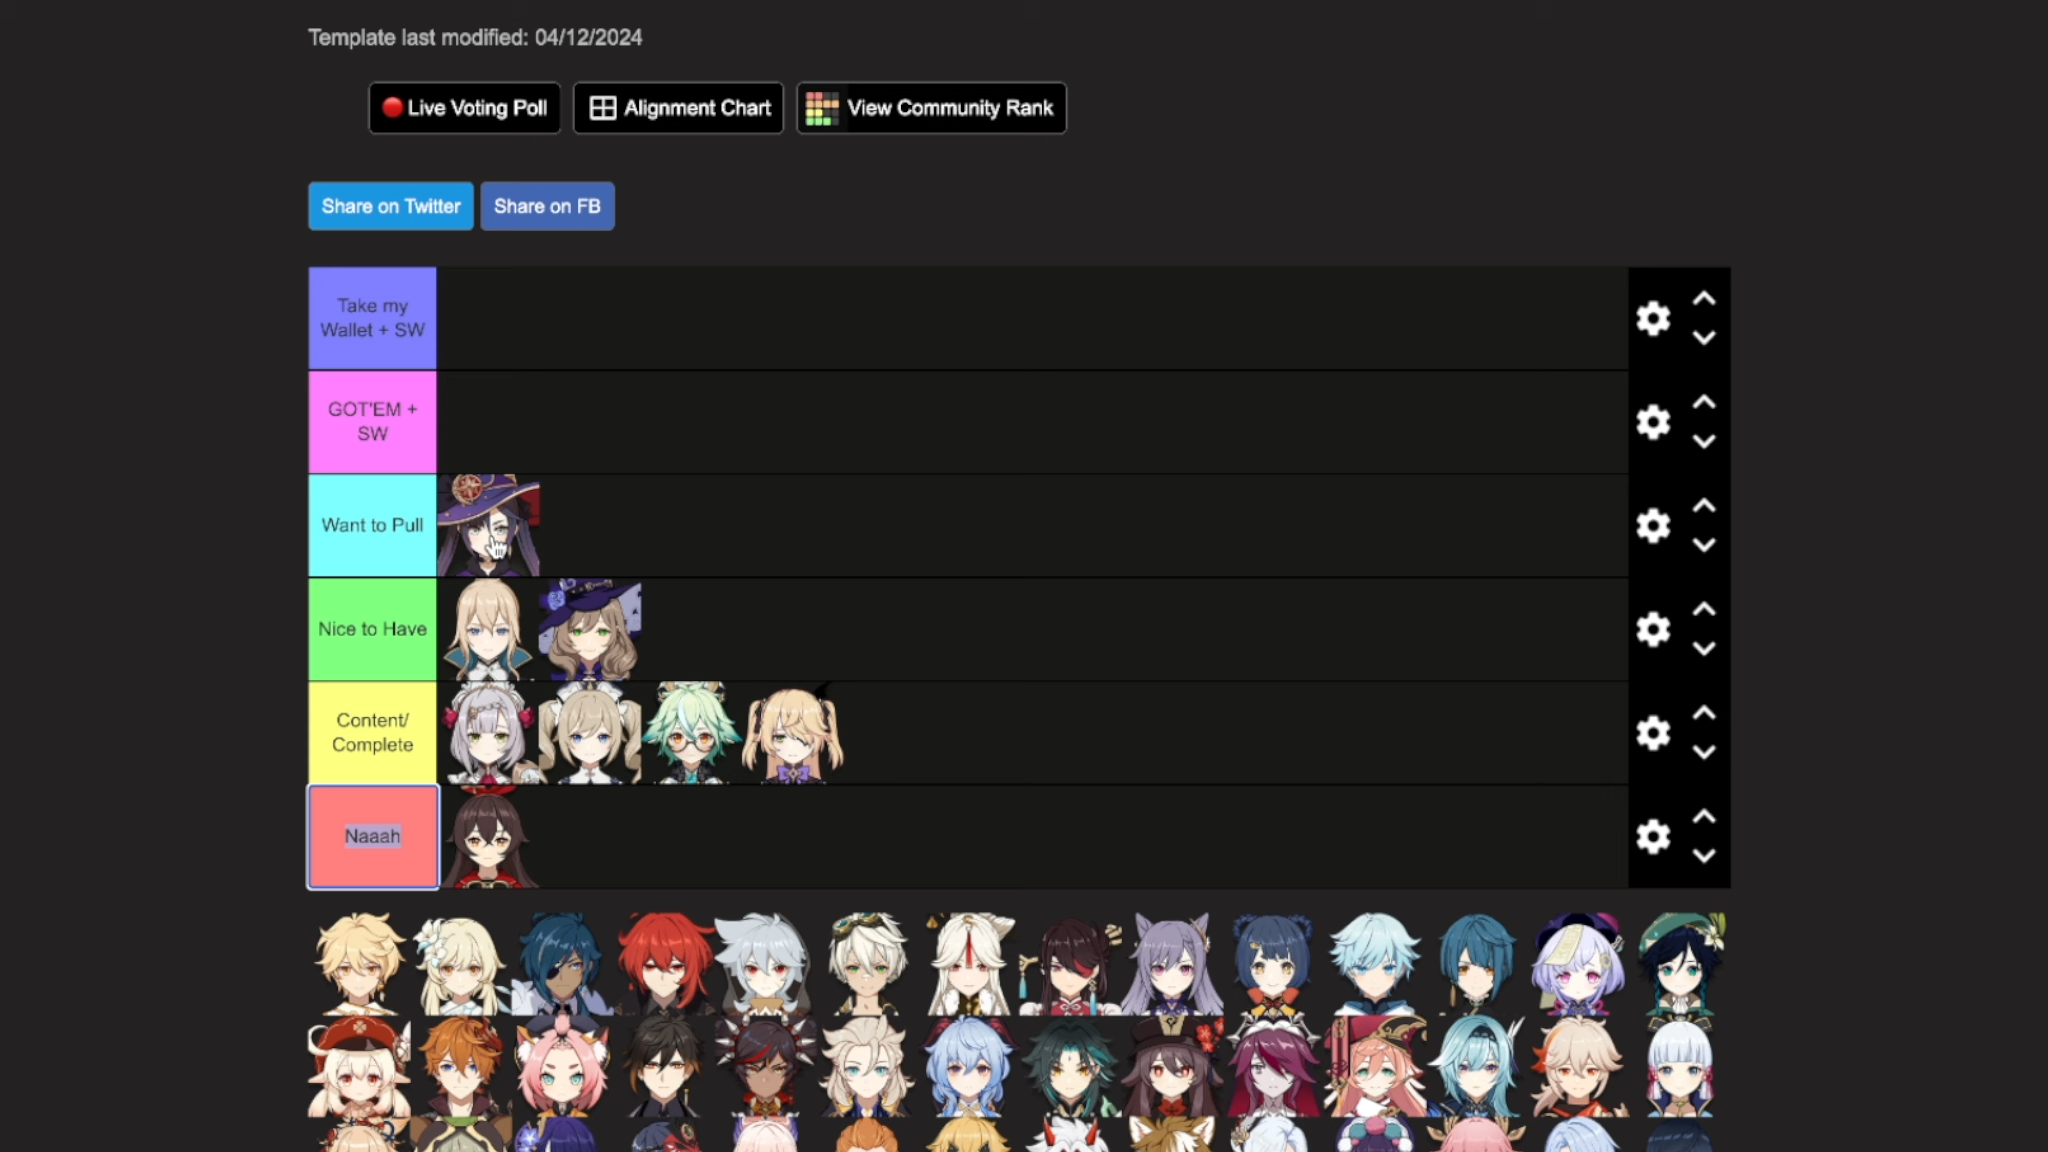 Template last modified: 04/12/2024
Live Voting Poll
Alignment Chart
View Community Rank
Share on Twitter
Share on FB
Take my
Wallet + SW
GOT'EM +
SW
Want to Pull
Nice to Have
Content/
Complete
Naaah